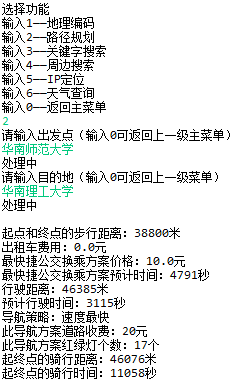 选择功能
输入1——地理编码
输入2——路径规划
输入3——关键字搜索
输入4——周边搜索
输入5——IP定位
输入6——天气查询
输入0——返回主菜单
2
请输入出发点（输入0可返回上一级主菜单）
华南师范大学
处理中
请输入目的地（输入0可返回上一级菜单）
华南理工大学
处理中
起点和终点的步行距离：38800米
出租车费用：0.0元
最快捷公交换乘方案价格：10.0元
最快捷公交换乘方案预计时间：4791秒
行驶距离：46385米
预计行驶时间：3115秒
导航策略：速度最快
此导航方案道路收费：20元
此导航方案红绿灯个数：17个
起终点的骑行距离：46076米
起终点的骑行时间：11058秒